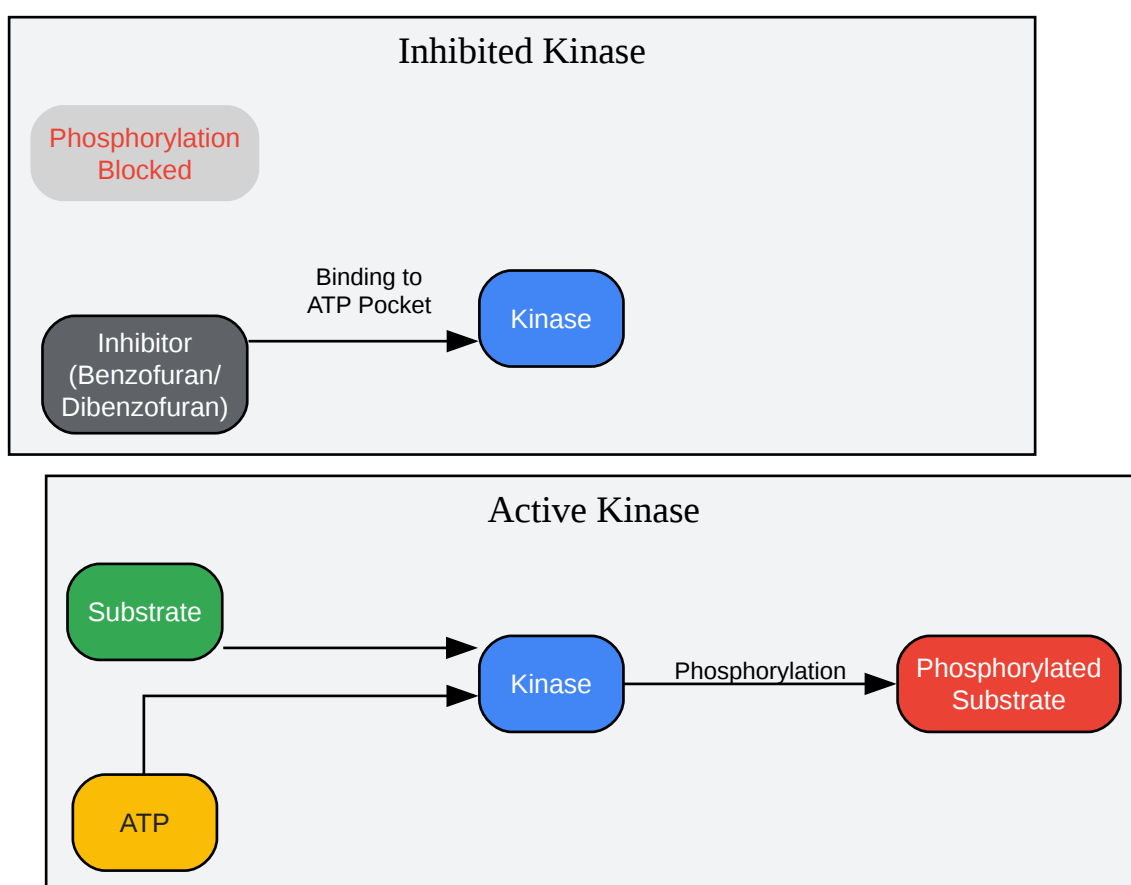 Inhibited Kinase
Phosphorylation
Blocked
Binding to
ATP Pocket
Kinase
Inhibitor
(Benzofuran/
Dibenzofuran)
Active Kinase
Substrate
Kinase
Phosphorylation
Phosphorylated
Substrate
ATP